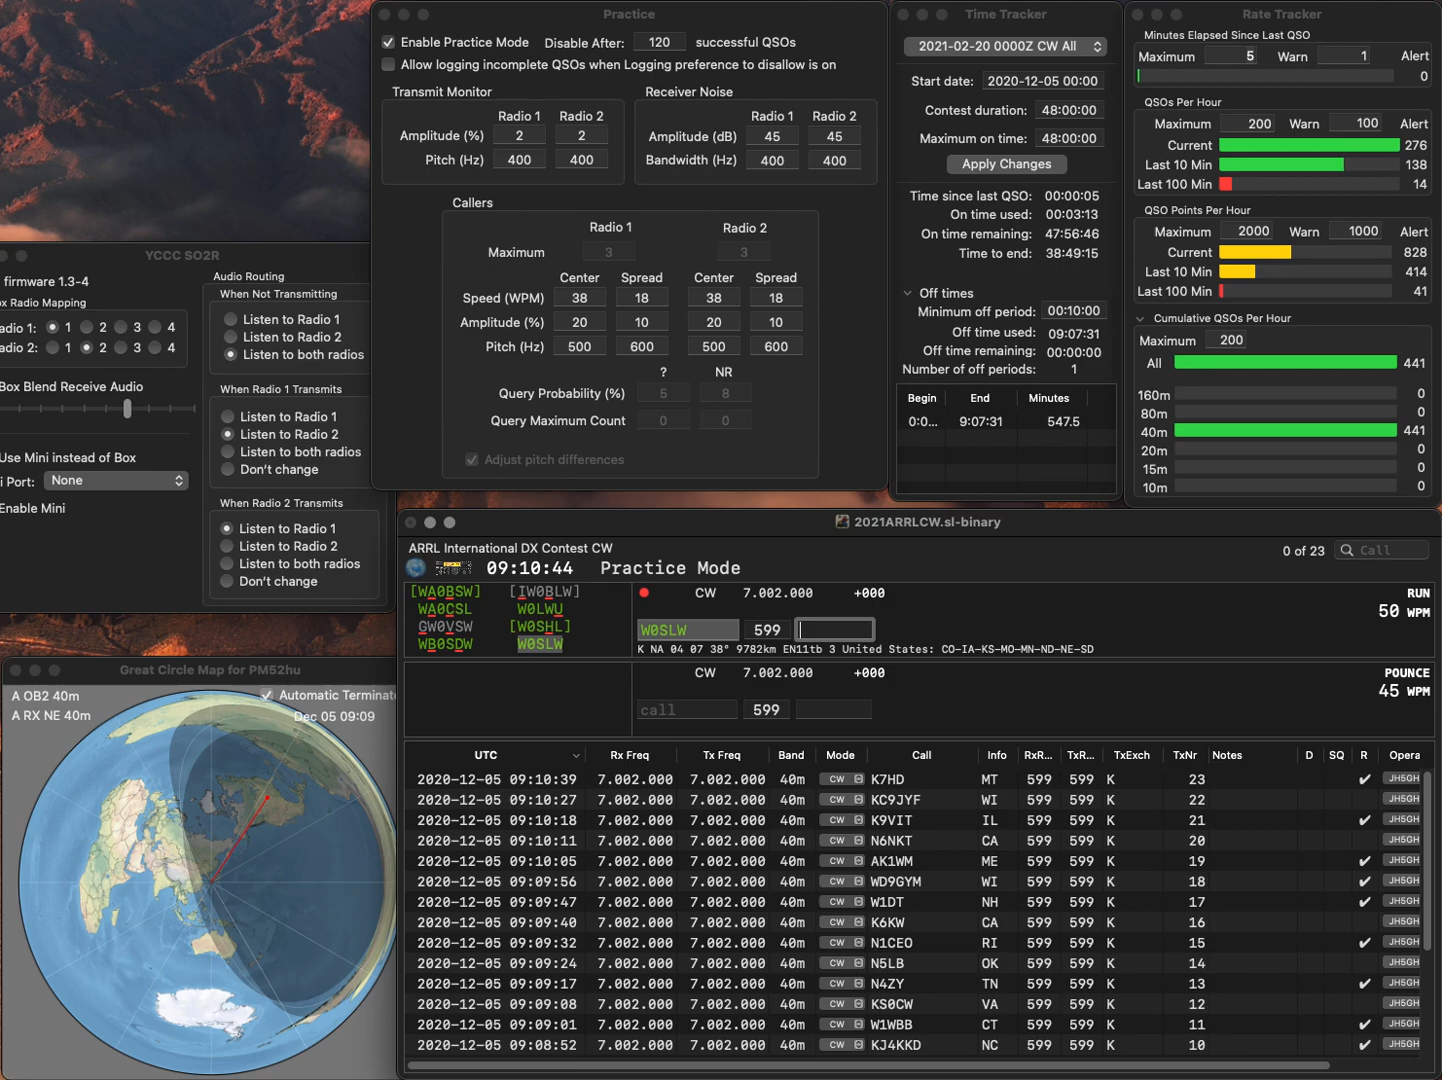 Practice
Enable Practice Mode Disable After: 120 successful QSOs
Allow logging incomplete QSOs when Logging preference to disallow is on
Transmit Monitor
Radio 1 Radio 2
Amplitude (%) 2 2
Pitch (Hz) 400 400
Receiver Noise
Radio 1 Radio 2
Amplitude (dB) 45 45
Bandwidth (Hz) 400 400
Callers
Radio 1 Radio 2
Maximum 3 3
Center Spread Center Spread
Speed (WPM) 38 18 38 18
Amplitude (%) 20 10 20 10
Pitch (Hz) 500 600 500 600
? NR
Query Probability (%) 5 8
Query Maximum Count 0 0
Adjust pitch differences
Time Tracker
2021-02-20 0000Z CW All
Start date: 2020-12-05 00:00
Contest duration: 48:00:00
Maximum on time: 48:00:00
Apply Changes
Time since last QSO: 00:00:05
On time used: 00:03:13
On time remaining: 47:56:46
Time to end: 38:49:15
Off times
Minimum off period: 00:10:00
Off time used: 09:07:31
Off time remaining: 00:00:00
Number of off periods: 1
Begin End Minutes
0:0... 9:07:31 547.5
Rate Tracker
Minutes Elapsed Since Last QSO
Maximum 5 Warn 1 Alert
0
QSOs Per Hour
Maximum 200 Warn 100 Alert
Current 276
Last 10 Min 138
Last 100 Min 14
QSO Points Per Hour
Maximum 2000 Warn 1000 Alert
Current 828
Last 10 Min 414
Last 100 Min 41
Cumulative QSOs Per Hour
Maximum 200
All 441
160m 0
80m 0
40m 441
20m 0
15m 0
10m 0
YCCC SO2R
firmware 1.3-4
ox Radio Mapping
adio 1: 1 2 3 4
adio 2: 1 2 3 4
Box Blend Receive Audio
Use Mini instead of Box
i Port: None
Enable Mini
Audio Routing
When Not Transmitting
Listen to Radio 1
Listen to Radio 2
Listen to both radios
When Radio 1 Transmits
Listen to Radio 1
Listen to Radio 2
Listen to both radios
Don't change
When Radio 2 Transmits
Listen to Radio 1
Listen to Radio 2
Listen to both radios
Don't change
Great Circle Map for PM52hu
A OB2 40m Automatic Terminato
A RX NE 40m Dec 05 09:09
2021ARRLCW.sl-binary
ARRL International DX Contest CW
0 of 23 Call
09:10:44 Practice Mode
[WA0BSW] [IW0BLW]
WA0CSL W0LWU
GW0VSW [W0SHL]
WB0SDW W0SLW
CW 7.002.000 +000 RUN
50 WPM
W0SLW 599
K NA 04 07 38° 9782km EN11tb 3 United States: CO-IA-KS-MO-MN-ND-NE-SD
CW 7.002.000 +000 POUNCE
45 WPM
call 599
UTC Rx Freq Tx Freq Band Mode Call Info RxR... TxR... TxExch TxNr Notes D SQ R Opera
2020-12-05 09:10:39 7.002.000 7.002.000 40m CW K7HD MT 599 599 K 23 ✔ JH5GH
2020-12-05 09:10:27 7.002.000 7.002.000 40m CW KC9JYF WI 599 599 K 22 JH5GH
2020-12-05 09:10:18 7.002.000 7.002.000 40m CW K9VIT IL 599 599 K 21 ✔ JH5GH
2020-12-05 09:10:11 7.002.000 7.002.000 40m CW N6NKT CA 599 599 K 20 JH5GH
2020-12-05 09:10:05 7.002.000 7.002.000 40m CW AK1WM ME 599 599 K 19 ✔ JH5GH
2020-12-05 09:09:56 7.002.000 7.002.000 40m CW WD9GYM WI 599 599 K 18 ✔ JH5GH
2020-12-05 09:09:47 7.002.000 7.002.000 40m CW W1DT NH 599 599 K 17 ✔ JH5GH
2020-12-05 09:09:40 7.002.000 7.002.000 40m CW K6KW CA 599 599 K 16 JH5GH
2020-12-05 09:09:32 7.002.000 7.002.000 40m CW N1CEO RI 599 599 K 15 ✔ JH5GH
2020-12-05 09:09:24 7.002.000 7.002.000 40m CW N5LB OK 599 599 K 14 JH5GH
2020-12-05 09:09:17 7.002.000 7.002.000 40m CW N4ZY TN 599 599 K 13 ✔ JH5GH
2020-12-05 09:09:08 7.002.000 7.002.000 40m CW KS0CW VA 599 599 K 12 JH5GH
2020-12-05 09:09:01 7.002.000 7.002.000 40m CW W1WBB CT 599 599 K 11 ✔ JH5GH
2020-12-05 09:08:52 7.002.000 7.002.000 40m CW KJ4KKD NC 599 599 K 10 ✔ JH5GH